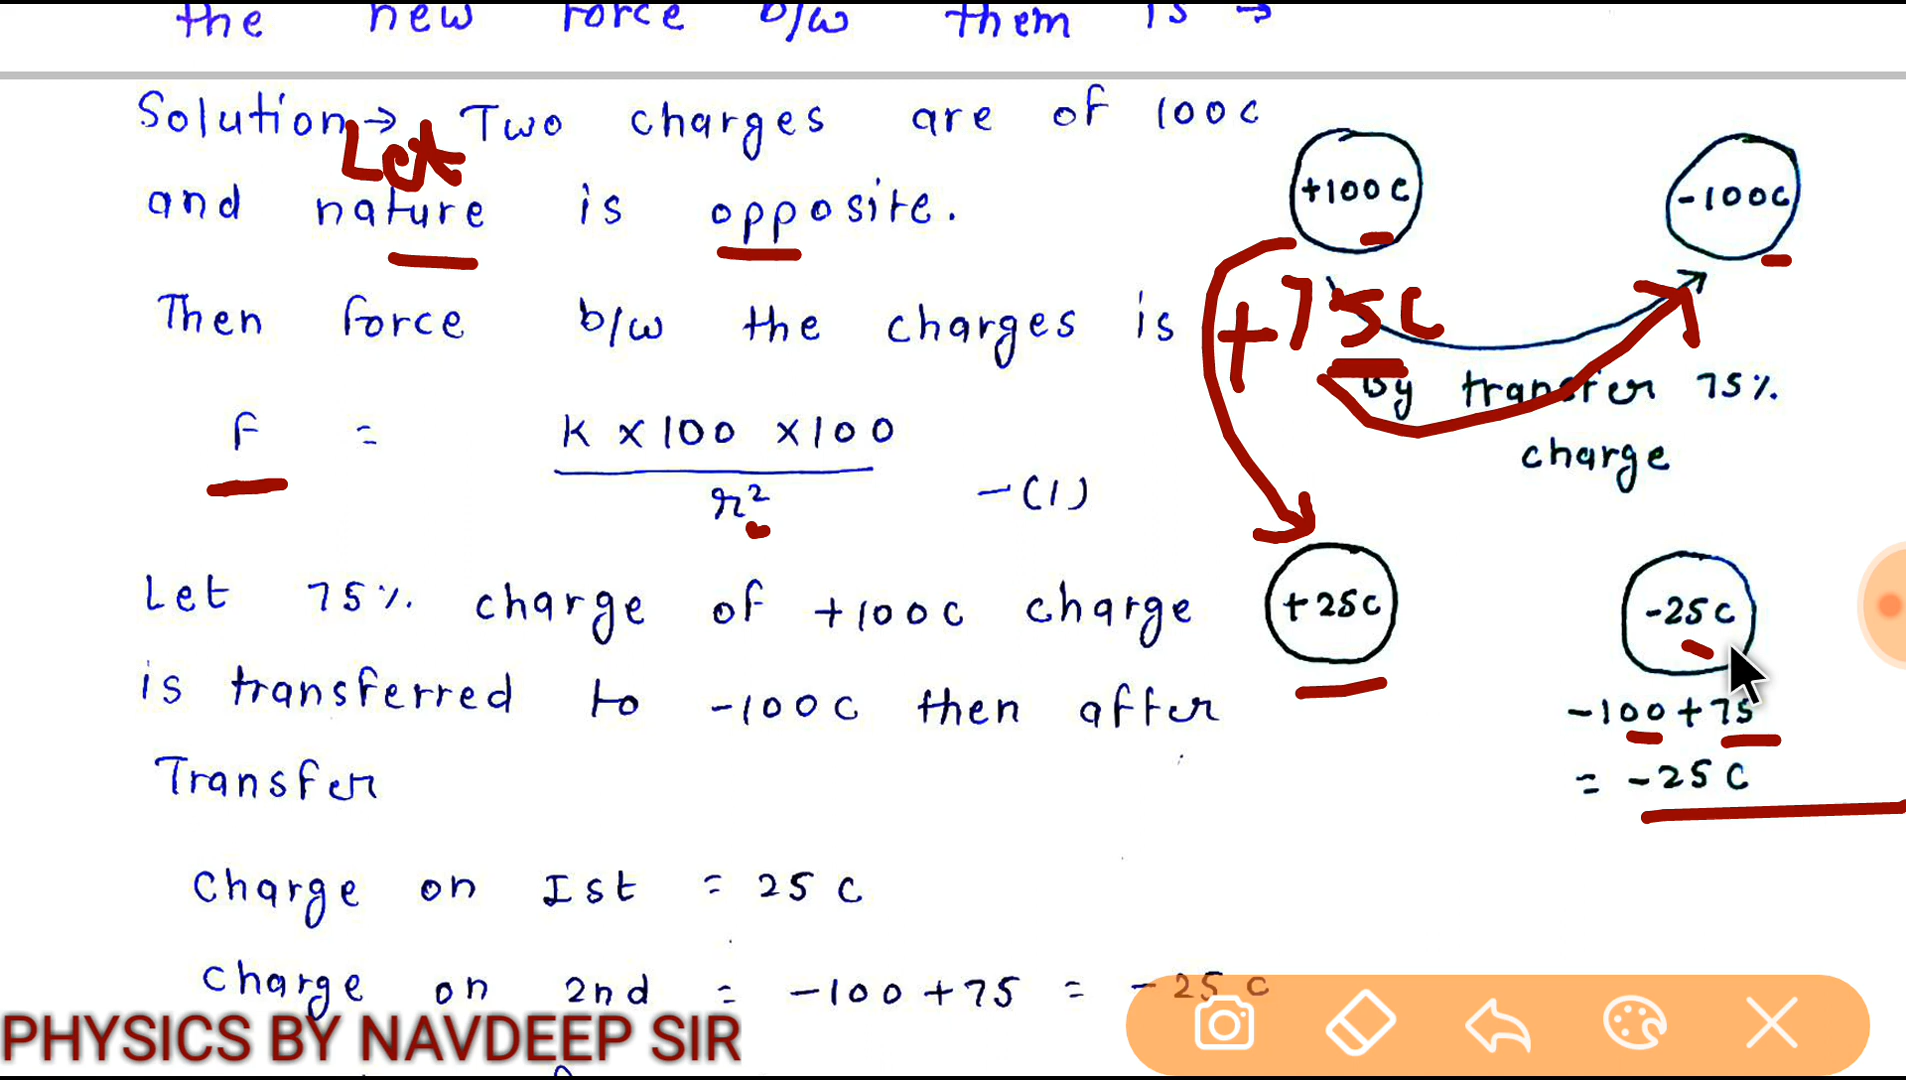 the new force b/w them is →
Solution → Two charges are of 100C
Let
and nature is opposite.
Then force b/w the charges is
F = K × 100 × 100
r² -(1)
Let 75% charge of +100C charge
is transferred to -100C then after
Transfer
Charge on Ist = 25 C
Charge on 2nd = -100 + 75 = -25 C
+100C
-100C
+75C
By transfer 75%
charge
+25C
-25C
-100 + 75
= -25 C
PHYSICS BY NAVDEEP SIR